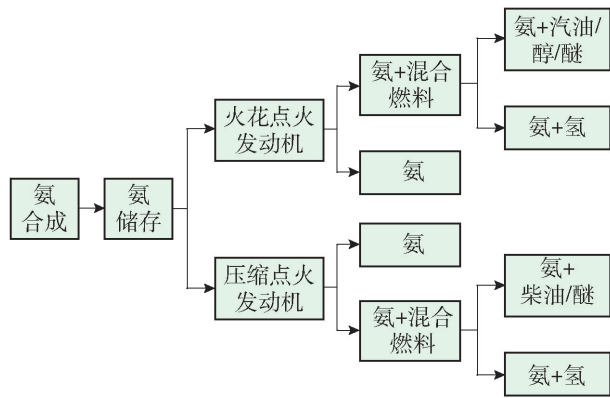 氨
合成
氨
储存
火花点火
发动机
氨+混合
燃料
氨+汽油/
醇/醚
氨+氢
氨
压缩点火
发动机
氨
氨+混合
燃料
氨+
柴油/醚
氨+氢